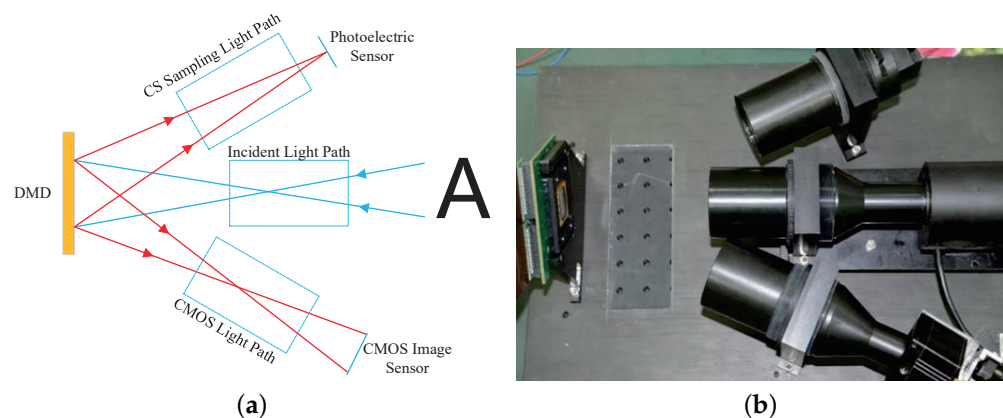 Photoelectric
Sensor
CS Sampling Light Path
Incident Light Path
DMD
A
CMOS Light Path
CMOS Image
Sensor
(a)
(b)